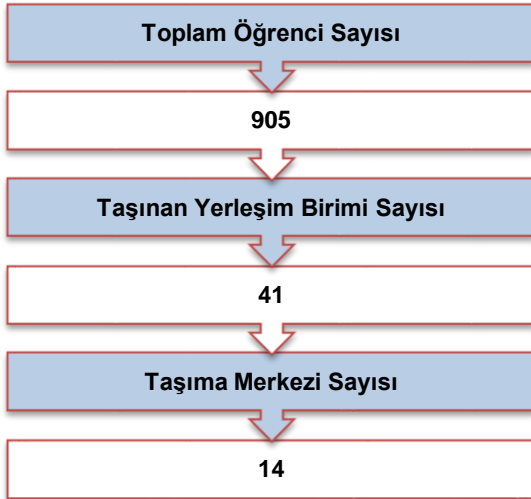 Toplam Öğrenci Sayısı
905
Taşınan Yerleşim Birimi Sayısı
41
Taşıma Merkezi Sayısı
14